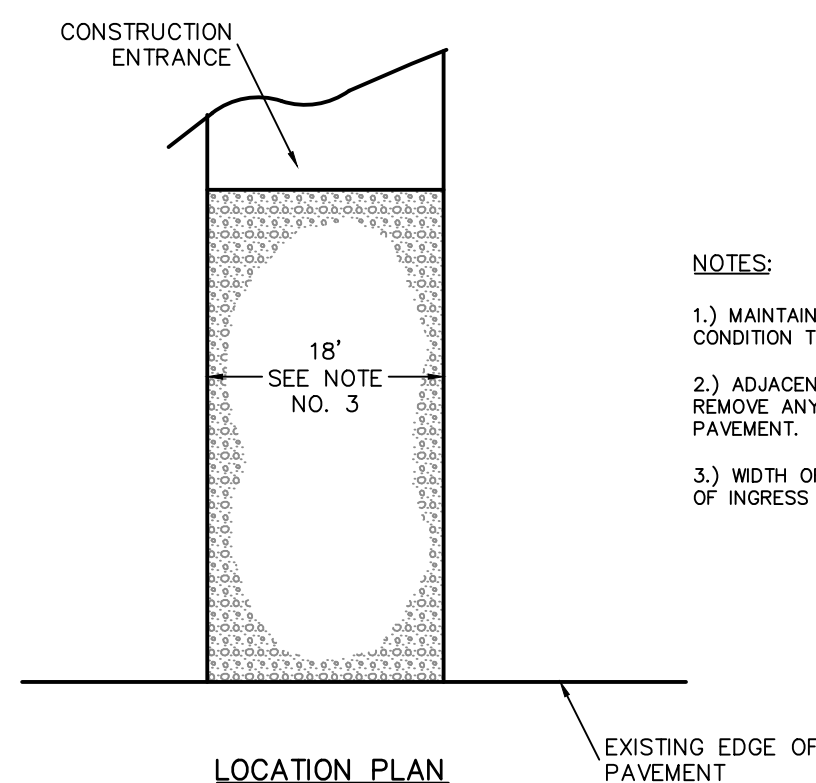 CONSTRUCTION
ENTRANCE
18'
SEE NOTE
NO. 3
NOTES:
1.) MAINTAIN
CONDITION T
2.) ADJACEN
REMOVE ANY
PAVEMENT.
3.) WIDTH
OF INGRESS
EXISTING EDGE OF
PAVEMENT
LOCATION PLAN